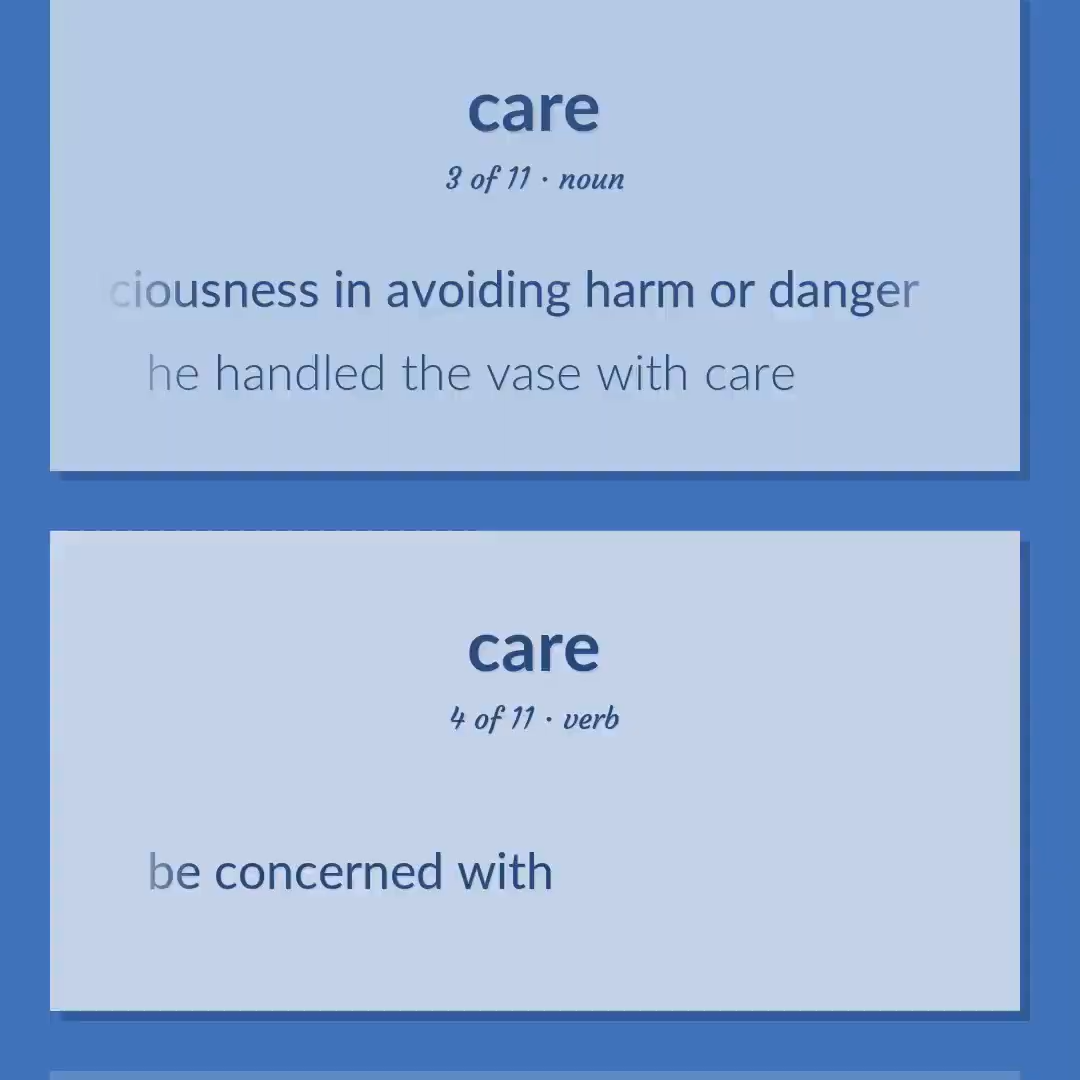 care
3 of 11 · noun
ciousness in avoiding harm or danger
he handled the vase with care
care
4 of 11 · verb
be concerned with